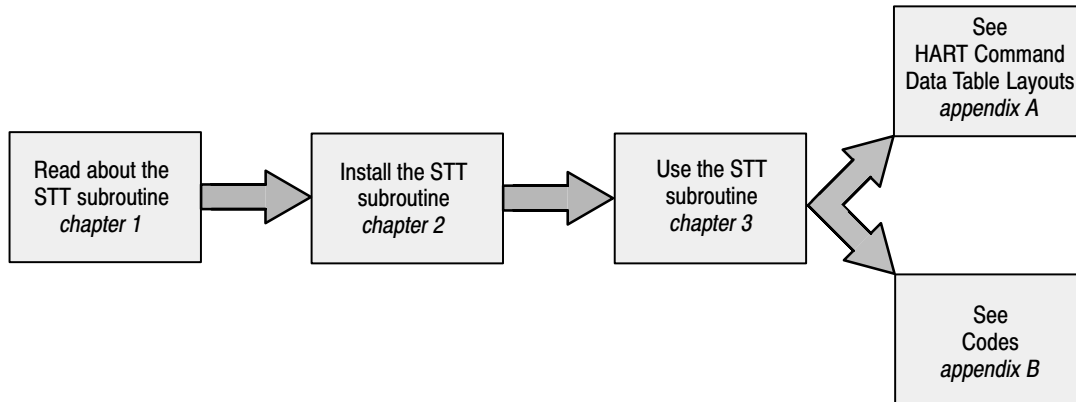 Read about the
STT subroutine
chapter 1
Install the STT
subroutine
chapter 2
Use the STT
subroutine
chapter 3
See
HART Command
Data Table Layouts
appendix A
See
Codes
appendix B